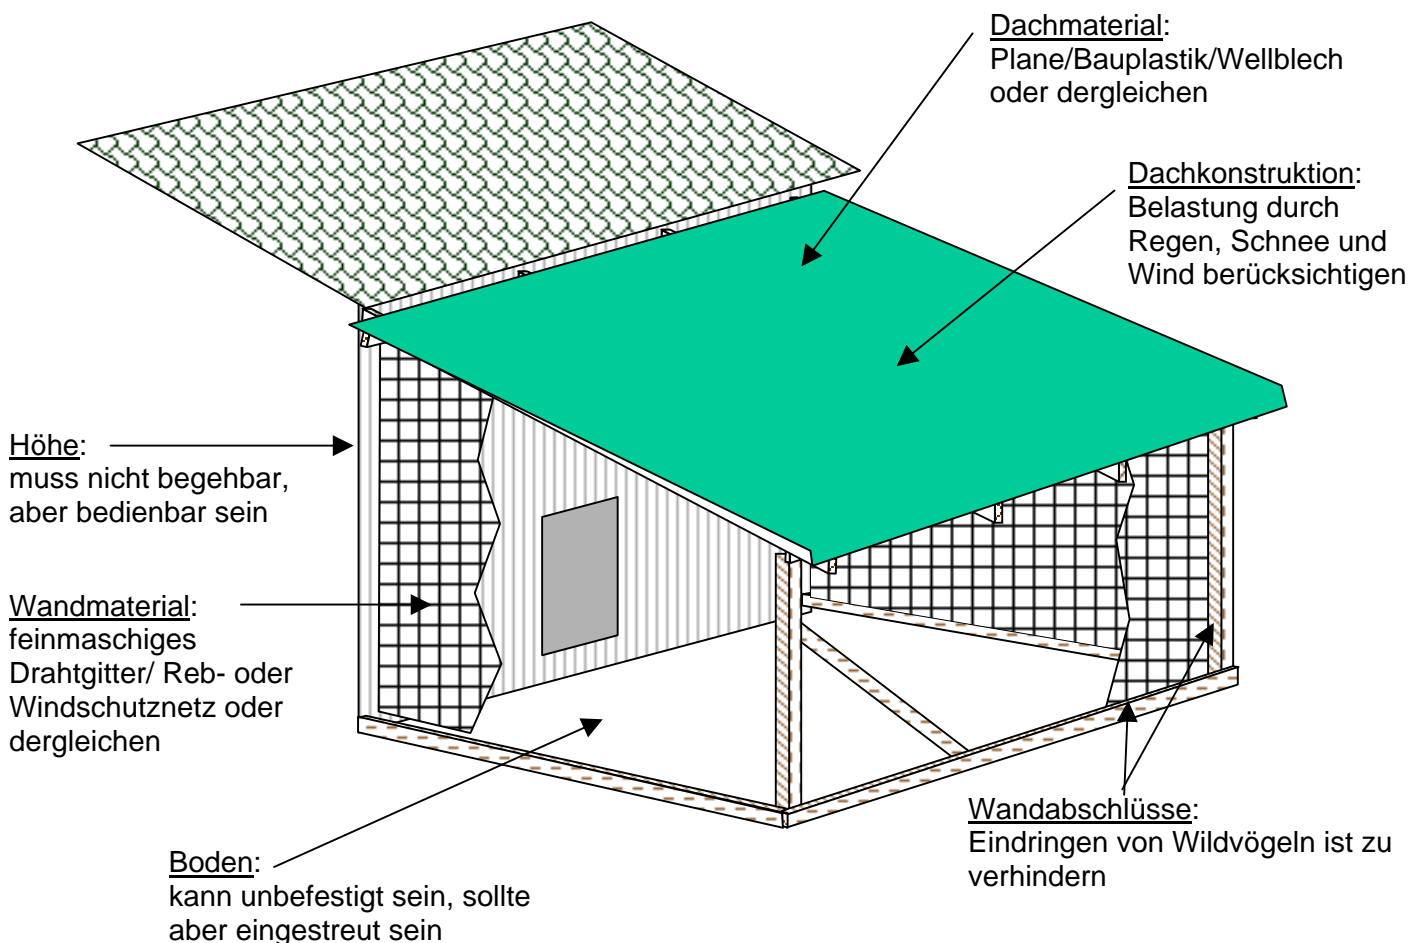 Dachmaterial:
Plane/Bauplastik/Wellblech
oder dergleichen
Dachkonstruktion:
Belastung durch
Regen, Schnee und
Wind berücksichtigen
Höhe:
muss nicht begehbar,
aber bedienbar sein
Wandmaterial:
feinmaschiges
Drahtgitter/ Reb- oder
Windschutznetz oder
dergleichen
Wandabschlüsse:
Eindringen von Wildvögeln ist zu
verhindern
Boden:
kann unbefestigt sein, sollte
aber eingestreut sein